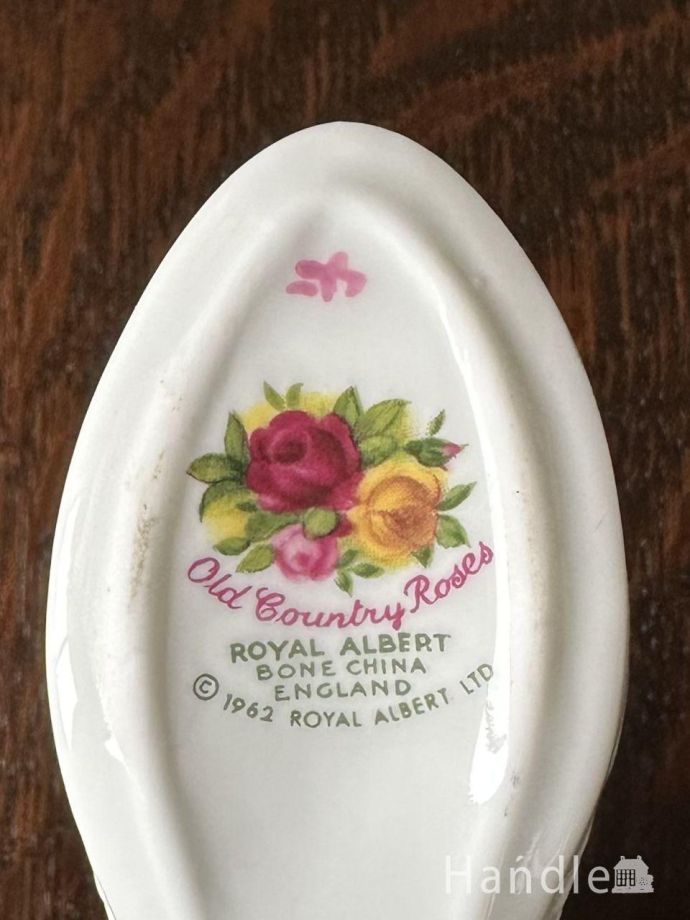 Old Country Roses
ROYAL ALBERT
BONE CHINA
ENGLAND
© 1962 ROYAL ALBERT LTD
Handle